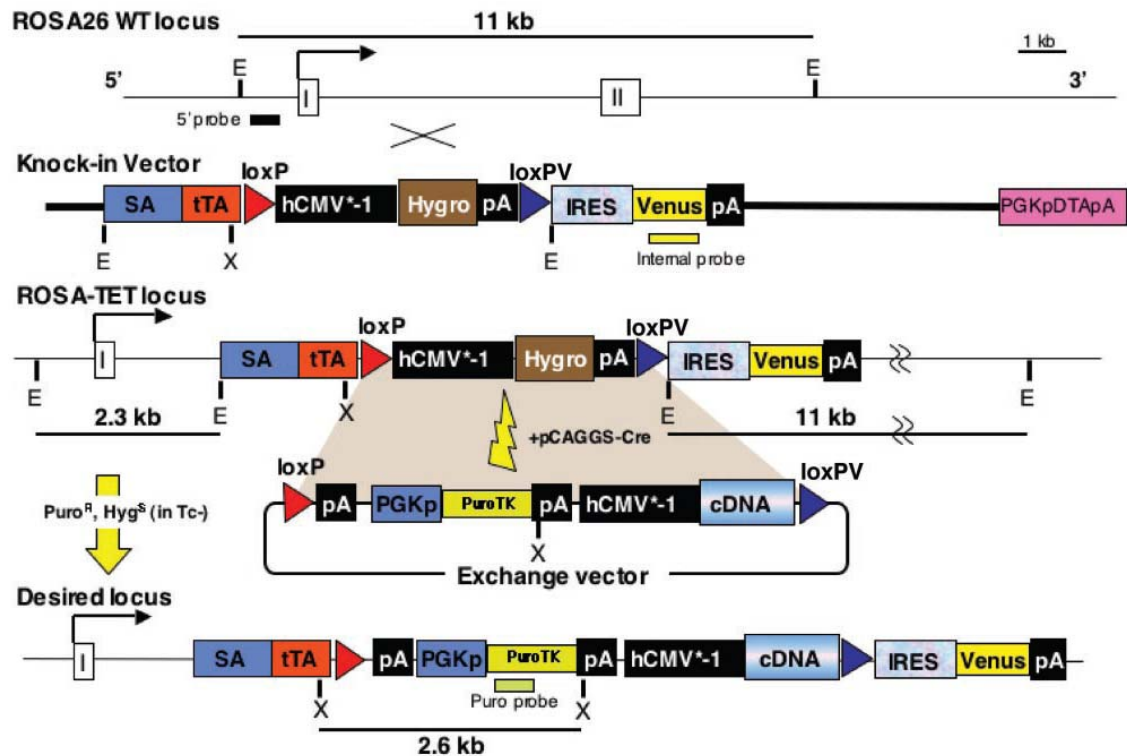 ROSA26 WT locus
11 kb
1 kb
5’
E
I
II
E
3’
5’probe
Knock-in Vector
loxP
loxPV
SA
tTA
hCMV*-1
Hygro
pA
IRES
Venus
pA
PGKpDTApA
E
X
E
Internal probe
ROSA-TET locus
loxP
loxPV
I
SA
tTA
hCMV*-1
Hygro
pA
IRES
Venus
pA
E
E
X
E
E
2.3 kb
11 kb
+pCAGGS-Cre
loxP
loxPV
pA
PGKp
PuroTK
pA
hCMV*-1
cDNA
X
Exchange vector
Puroᴿ, Hygˢ (in Tc-)
Desired locus
I
SA
tTA
pA
PGKp
PuroTK
pA
hCMV*-1
cDNA
IRES
Venus
pA
X
Puro probe
X
2.6 kb